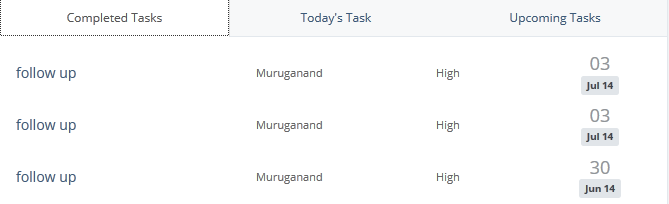 Completed Tasks Today's Task Upcoming Tasks
follow up Muruganand High 03
Jul 14
follow up Muruganand High 03
Jul 14
follow up Muruganand High 30
Jun 14